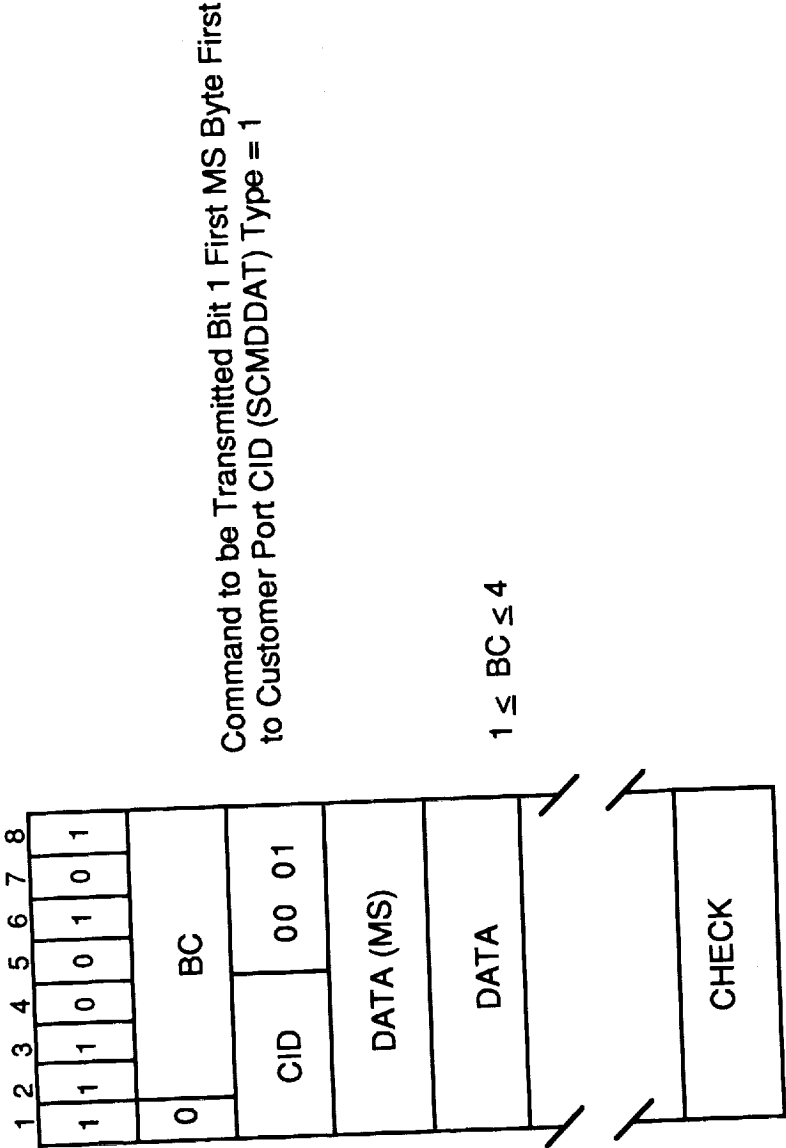 1 2 3 4 5 6 7 8
1 1 1 0 0 1 0 1
0 BC
CID 00 01
DATA (MS)
DATA
CHECK
Command to be Transmitted Bit 1 First MS Byte First
to Customer Port CID (SCMDDAT) Type = 1
1 ≤ BC ≤ 4